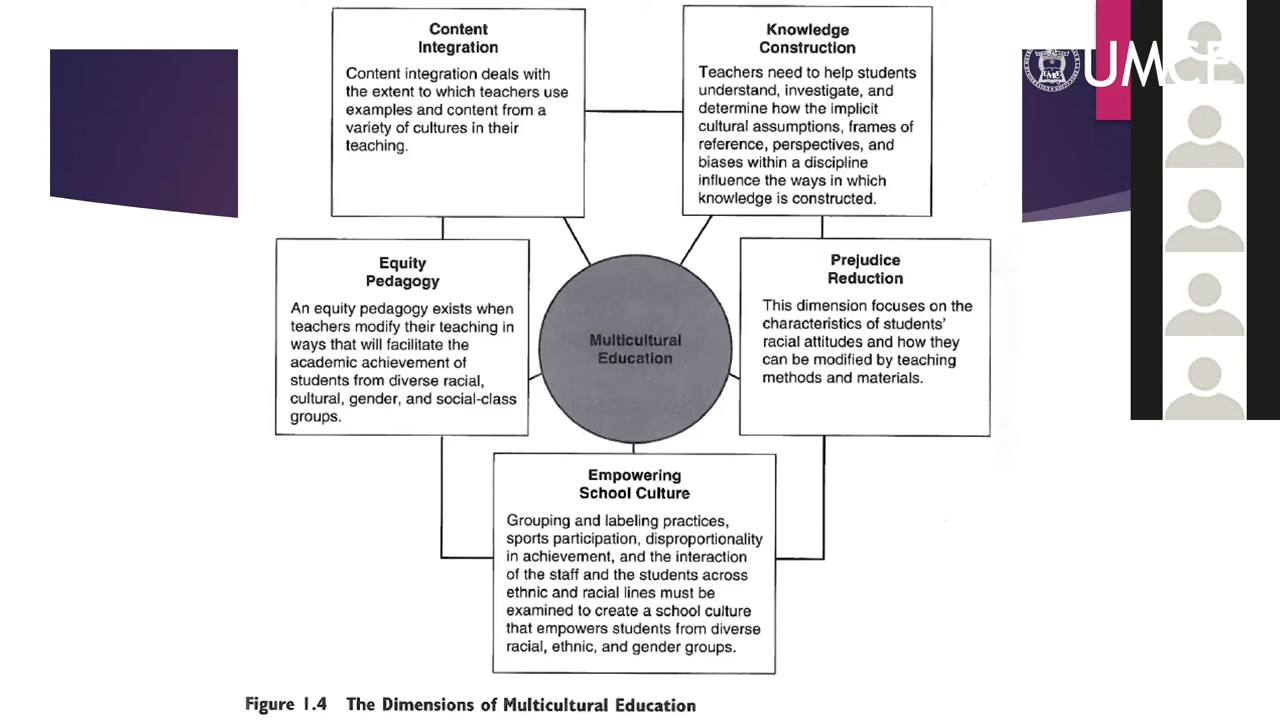 Content
Integration
Content integration deals with
the extent to which teachers use
examples and content from a
variety of cultures in their
teaching.
Knowledge
Construction
Teachers need to help students
understand, investigate, and
determine how the implicit
cultural assumptions, frames of
reference, perspectives, and
biases within a discipline
influence the ways in which
knowledge is constructed.
UMCE
Equity
Pedagogy
An equity pedagogy exists when
teachers modify their teaching in
ways that will facilitate the
academic achievement of
students from diverse racial,
cultural, gender, and social-class
groups.
Multicultural
Education
Prejudice
Reduction
This dimension focuses on the
characteristics of students'
racial attitudes and how they
can be modified by teaching
methods and materials.
Empowering
School Culture
Grouping and labeling practices,
sports participation, disproportionality
in achievement, and the interaction
of the staff and the students across
ethnic and racial lines must be
examined to create a school culture
that empowers students from diverse
racial, ethnic, and gender groups.
Figure 1.4 The Dimensions of Multicultural Education